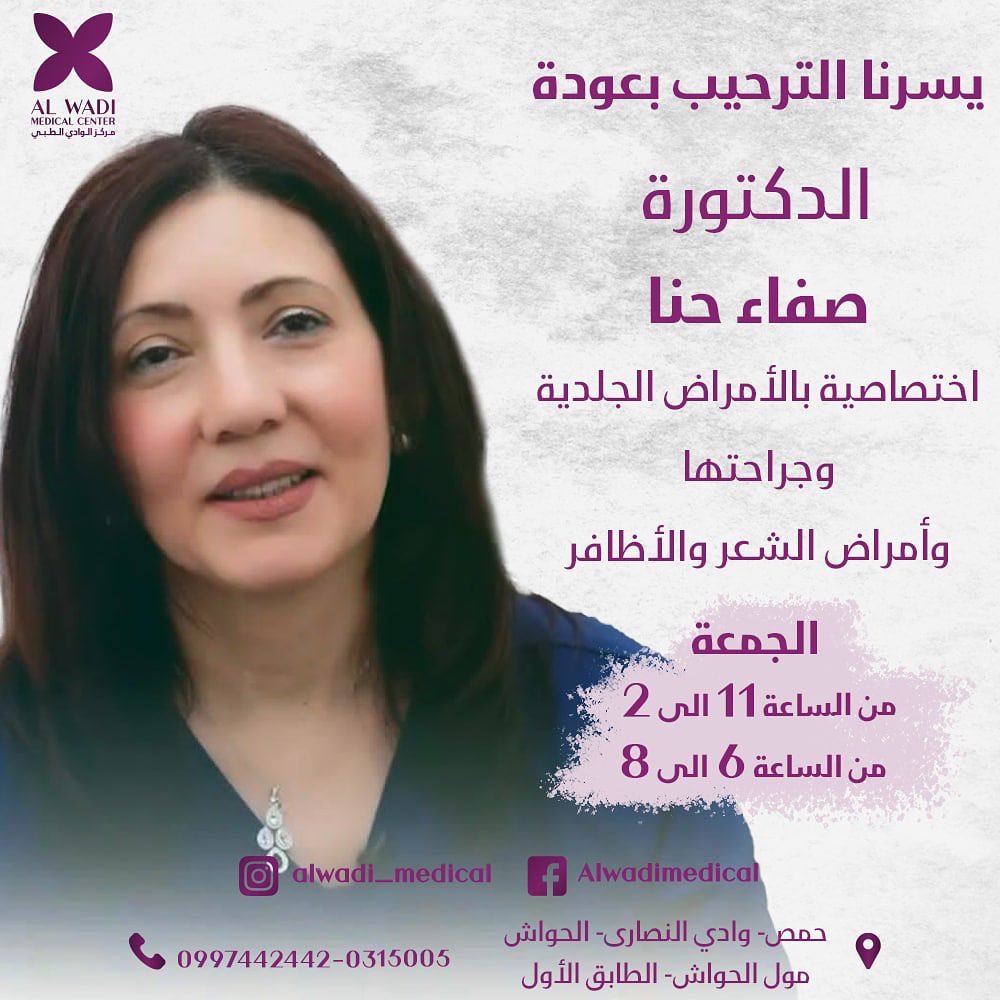 AL WADI
MEDICAL CENTER
مركز الوادي الطبي
يسرنا الترحيب بعودة
الدكتورة
صفاء حنا
اختصاصية بالأمراض الجلدية
وجراحتها
وأمراض الشعر والأظافر
الجمعة
من الساعة 11 الى 2
من الساعة 6 الى 8
alwadi_medical
Alwadimedical
حمص- وادي النصارى- الحواش
مول الحواش- الطابق الأول
0997442442-0315005